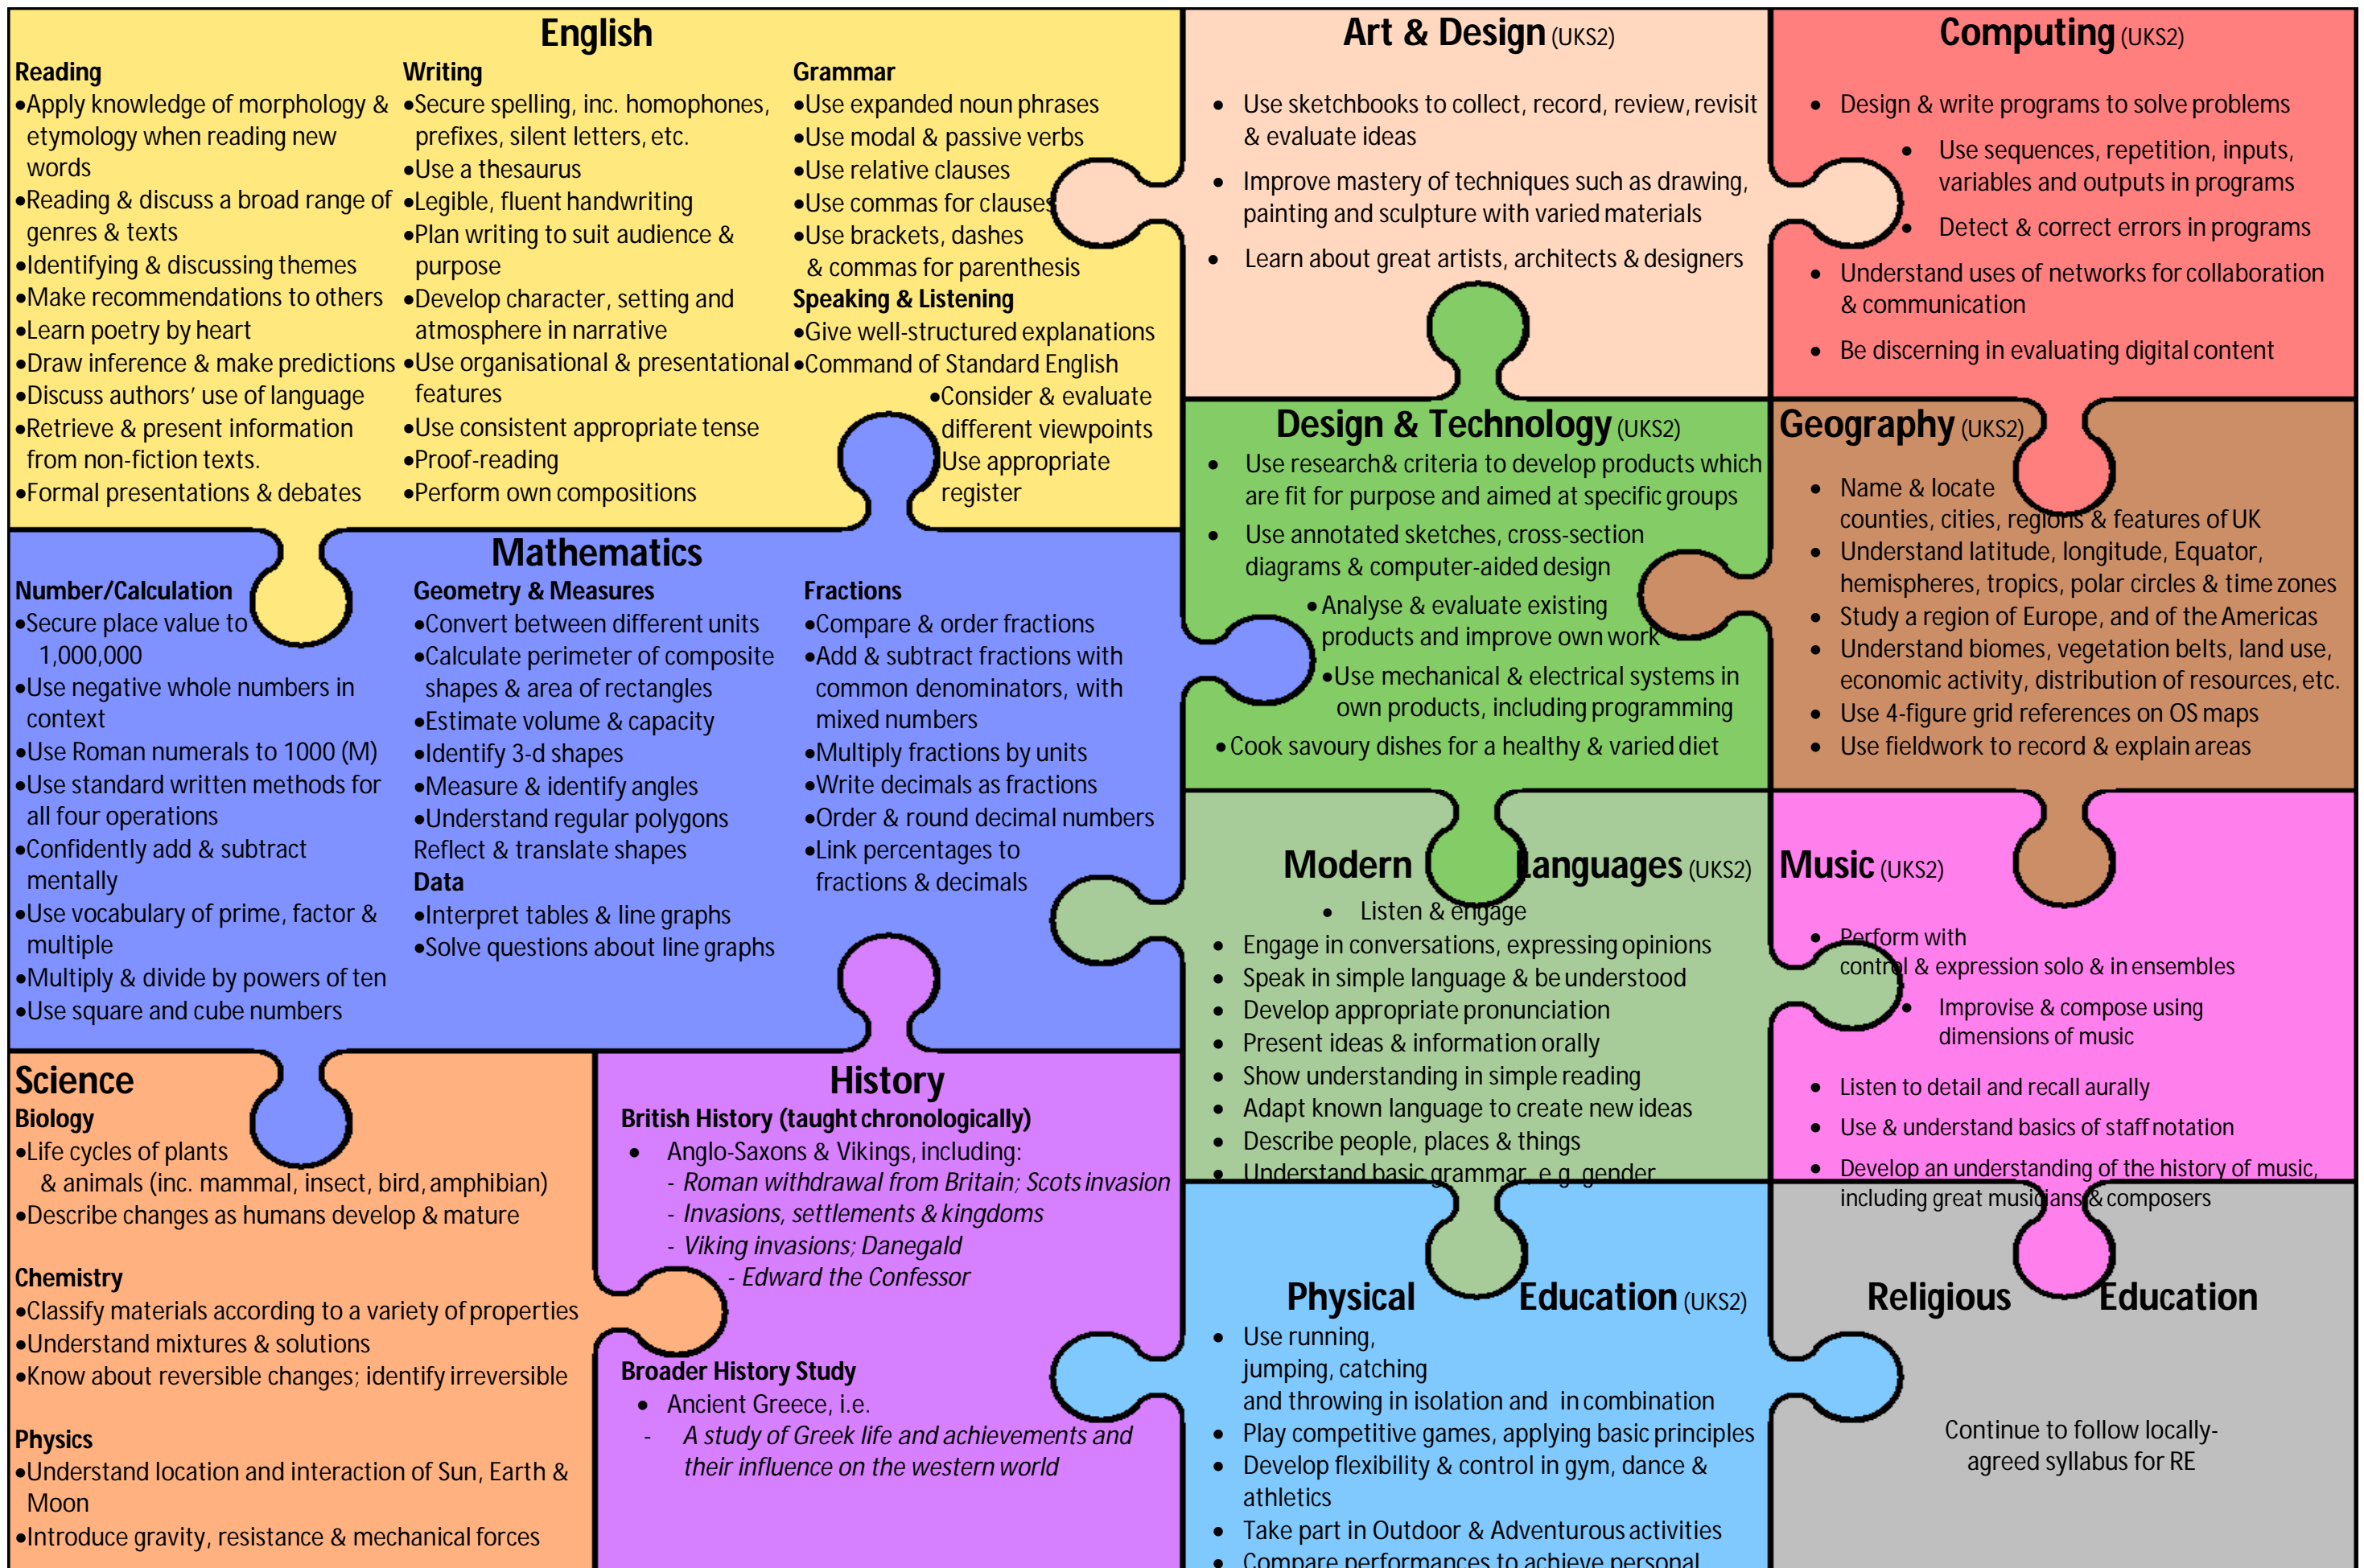 English
Reading
•Apply knowledge of morphology &
etymology when reading new
words
•Reading & discuss a broad range of
genres & texts
•Identifying & discussing themes
•Make recommendations to others
•Learn poetry by heart
•Draw inference & make predictions
•Discuss authors’ use of language
•Retrieve & present information
from non-fiction texts.
•Formal presentations & debates
Writing
•Secure spelling, inc. homophones,
prefixes, silent letters, etc.
•Use a thesaurus
•Legible, fluent handwriting
•Plan writing to suit audience &
purpose
•Develop character, setting and
atmosphere in narrative
•Use organisational & presentational
features
•Use consistent appropriate tense
•Proof-reading
•Perform own compositions
Grammar
•Use expanded noun phrases
•Use modal & passive verbs
•Use relative clauses
•Use commas for clauses
•Use brackets, dashes
& commas for parenthesis
Speaking & Listening
•Give well-structured explanations
•Command of Standard English
•Consider & evaluate
different viewpoints
Use appropriate
register
Art & Design (UKS2)
• Use sketchbooks to collect, record, review, revisit
& evaluate ideas
• Improve mastery of techniques such as drawing,
painting and sculpture with varied materials
• Learn about great artists, architects & designers
Computing (UKS2)
• Design & write programs to solve problems
• Use sequences, repetition, inputs,
variables and outputs in programs
• Detect & correct errors in programs
• Understand uses of networks for collaboration
& communication
• Be discerning in evaluating digital content
Design & Technology (UKS2)
• Use research& criteria to develop products which
are fit for purpose and aimed at specific groups
• Use annotated sketches, cross-section
diagrams & computer-aided design
• Analyse & evaluate existing
products and improve own work
•Use mechanical & electrical systems in
own products, including programming
• Cook savoury dishes for a healthy & varied diet
Geography (UKS2)
• Name & locate
counties, cities, regions & features of UK
• Understand latitude, longitude, Equator,
hemispheres, tropics, polar circles & time zones
• Study a region of Europe, and of the Americas
• Understand biomes, vegetation belts, land use,
economic activity, distribution of resources, etc.
• Use 4-figure grid references on OS maps
• Use fieldwork to record & explain areas
Mathematics
Number/Calculation
•Secure place value to
1,000,000
•Use negative whole numbers in
context
•Use Roman numerals to 1000 (M)
•Use standard written methods for
all four operations
•Confidently add & subtract
mentally
•Use vocabulary of prime, factor &
multiple
•Multiply & divide by powers of ten
•Use square and cube numbers
Geometry & Measures
•Convert between different units
•Calculate perimeter of composite
shapes & area of rectangles
•Estimate volume & capacity
•Identify 3-d shapes
•Measure & identify angles
•Understand regular polygons
Reflect & translate shapes
Data
•Interpret tables & line graphs
•Solve questions about line graphs
Fractions
•Compare & order fractions
•Add & subtract fractions with
common denominators, with
mixed numbers
•Multiply fractions by units
•Write decimals as fractions
•Order & round decimal numbers
•Link percentages to
fractions & decimals
Modern Languages (UKS2)
• Listen & engage
• Engage in conversations, expressing opinions
• Speak in simple language & be understood
• Develop appropriate pronunciation
• Present ideas & information orally
• Show understanding in simple reading
• Adapt known language to create new ideas
• Describe people, places & things
• Understand basic grammar, e.g. gender
Music (UKS2)
• Perform with
control & expression solo & in ensembles
• Improvise & compose using
dimensions of music
• Listen to detail and recall aurally
• Use & understand basics of staff notation
• Develop an understanding of the history of music,
including great musicians & composers
Science
Biology
•Life cycles of plants
& animals (inc. mammal, insect, bird, amphibian)
•Describe changes as humans develop & mature
Chemistry
•Classify materials according to a variety of properties
•Understand mixtures & solutions
•Know about reversible changes; identify irreversible
Physics
•Understand location and interaction of Sun, Earth &
Moon
•Introduce gravity, resistance & mechanical forces
History
British History (taught chronologically)
• Anglo-Saxons & Vikings, including:
- Roman withdrawal from Britain; Scots invasion
- Invasions, settlements & kingdoms
- Viking invasions; Danegald
- Edward the Confessor
Broader History Study
• Ancient Greece, i.e.
- A study of Greek life and achievements and
their influence on the western world
Physical Education (UKS2)
• Use running,
jumping, catching
and throwing in isolation and in combination
• Play competitive games, applying basic principles
• Develop flexibility & control in gym, dance &
athletics
• Take part in Outdoor & Adventurous activities
• Compare performances to achieve personal
Religious Education
Continue to follow locally-
agreed syllabus for RE